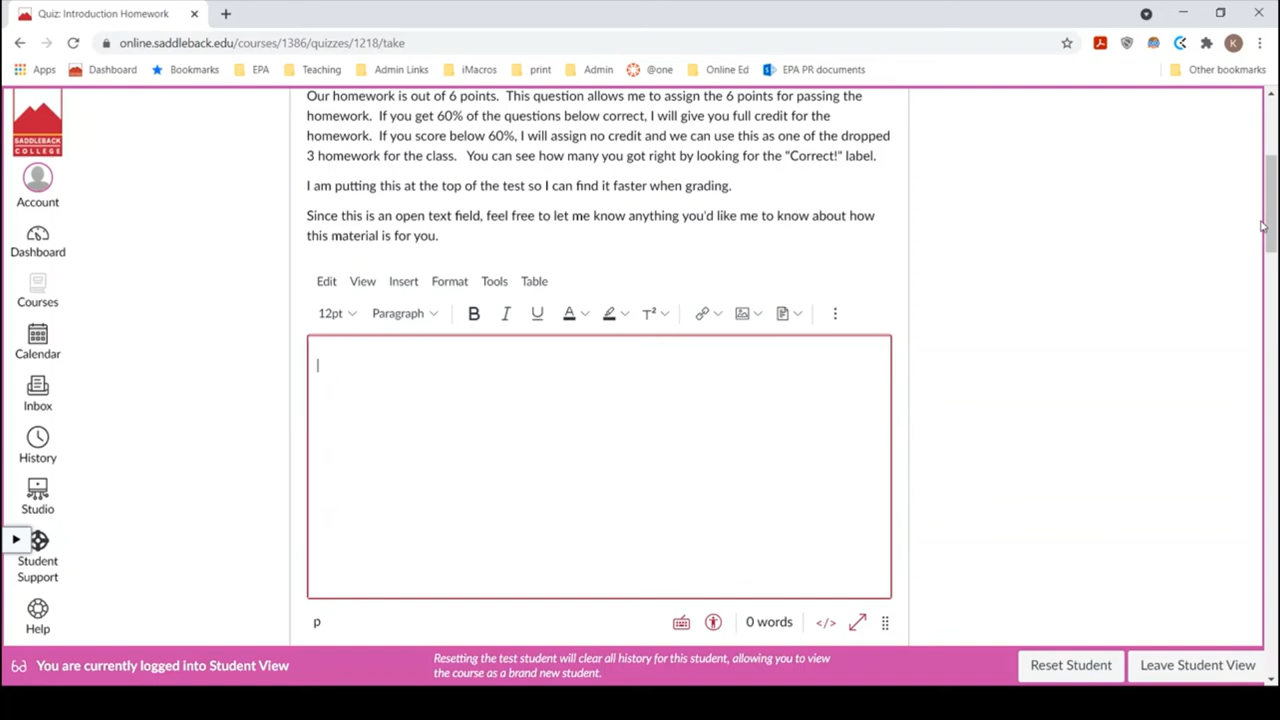 Quiz: Introduction Homework
online.saddleback.edu/courses/1386/quizzes/1218/take
K
Apps
Dashboard
Bookmarks
EPA
Teaching
Admin Links
iMacros
print
Admin
@one
Online Ed
EPA PR documents
Other bookmarks
SADDLEBACK
COLLEGE
Account
Dashboard
Courses
Calendar
Inbox
History
Studio
Student
Support
Help
Our homework is out of 6 points. This question allows me to assign the 6 points for passing the
homework. If you get 60% of the questions below correct, I will give you full credit for the
homework. If you score below 60%, I will assign no credit and we can use this as one of the dropped
3 homework for the class. You can see how many you got right by looking for the "Correct!" label.
I am putting this at the top of the test so I can find it faster when grading.
Since this is an open text field, feel free to let me know anything you'd like me to know about how
this material is for you.
Edit View Insert Format Tools Table
12pt Paragraph B I U A T²
p
0 words
</>
You are currently logged into Student View
Resetting the test student will clear all history for this student, allowing you to view
the course as a brand new student.
Reset Student
Leave Student View